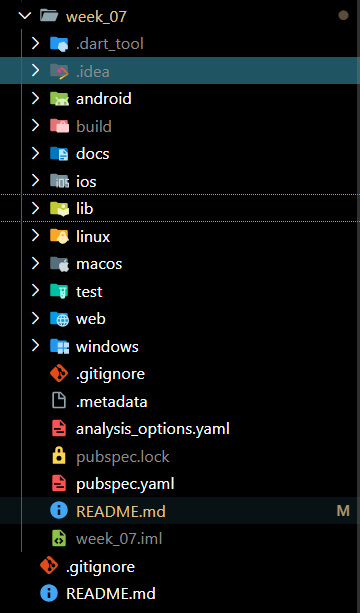 week_07
.dart_tool
.idea
android
build
docs
ios
lib
linux
macos
test
web
windows
.gitignore
.metadata
analysis_options.yaml
pubspec.lock
pubspec.yaml
README.md M
week_07.iml
.gitignore
README.md